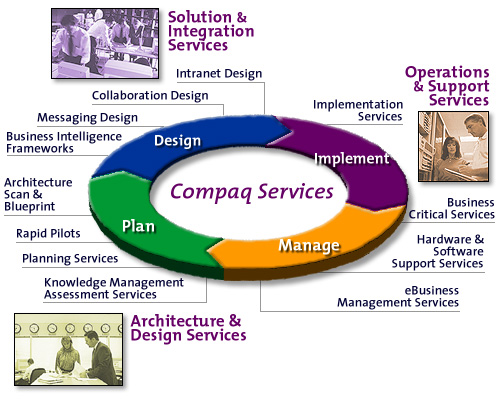 Solution &
Integration
Services
Intranet Design
Collaboration Design
Messaging Design
Business Intelligence
Frameworks
Operations
& Support
Services
Implementation
Services
Design
Implement
Compaq Services
Plan
Manage
Architecture
Scan &
Blueprint
Rapid Pilots
Planning Services
Knowledge Management
Assessment Services
Business
Critical Services
Hardware &
Software
Support Services
eBusiness
Management Services
Architecture &
Design Services